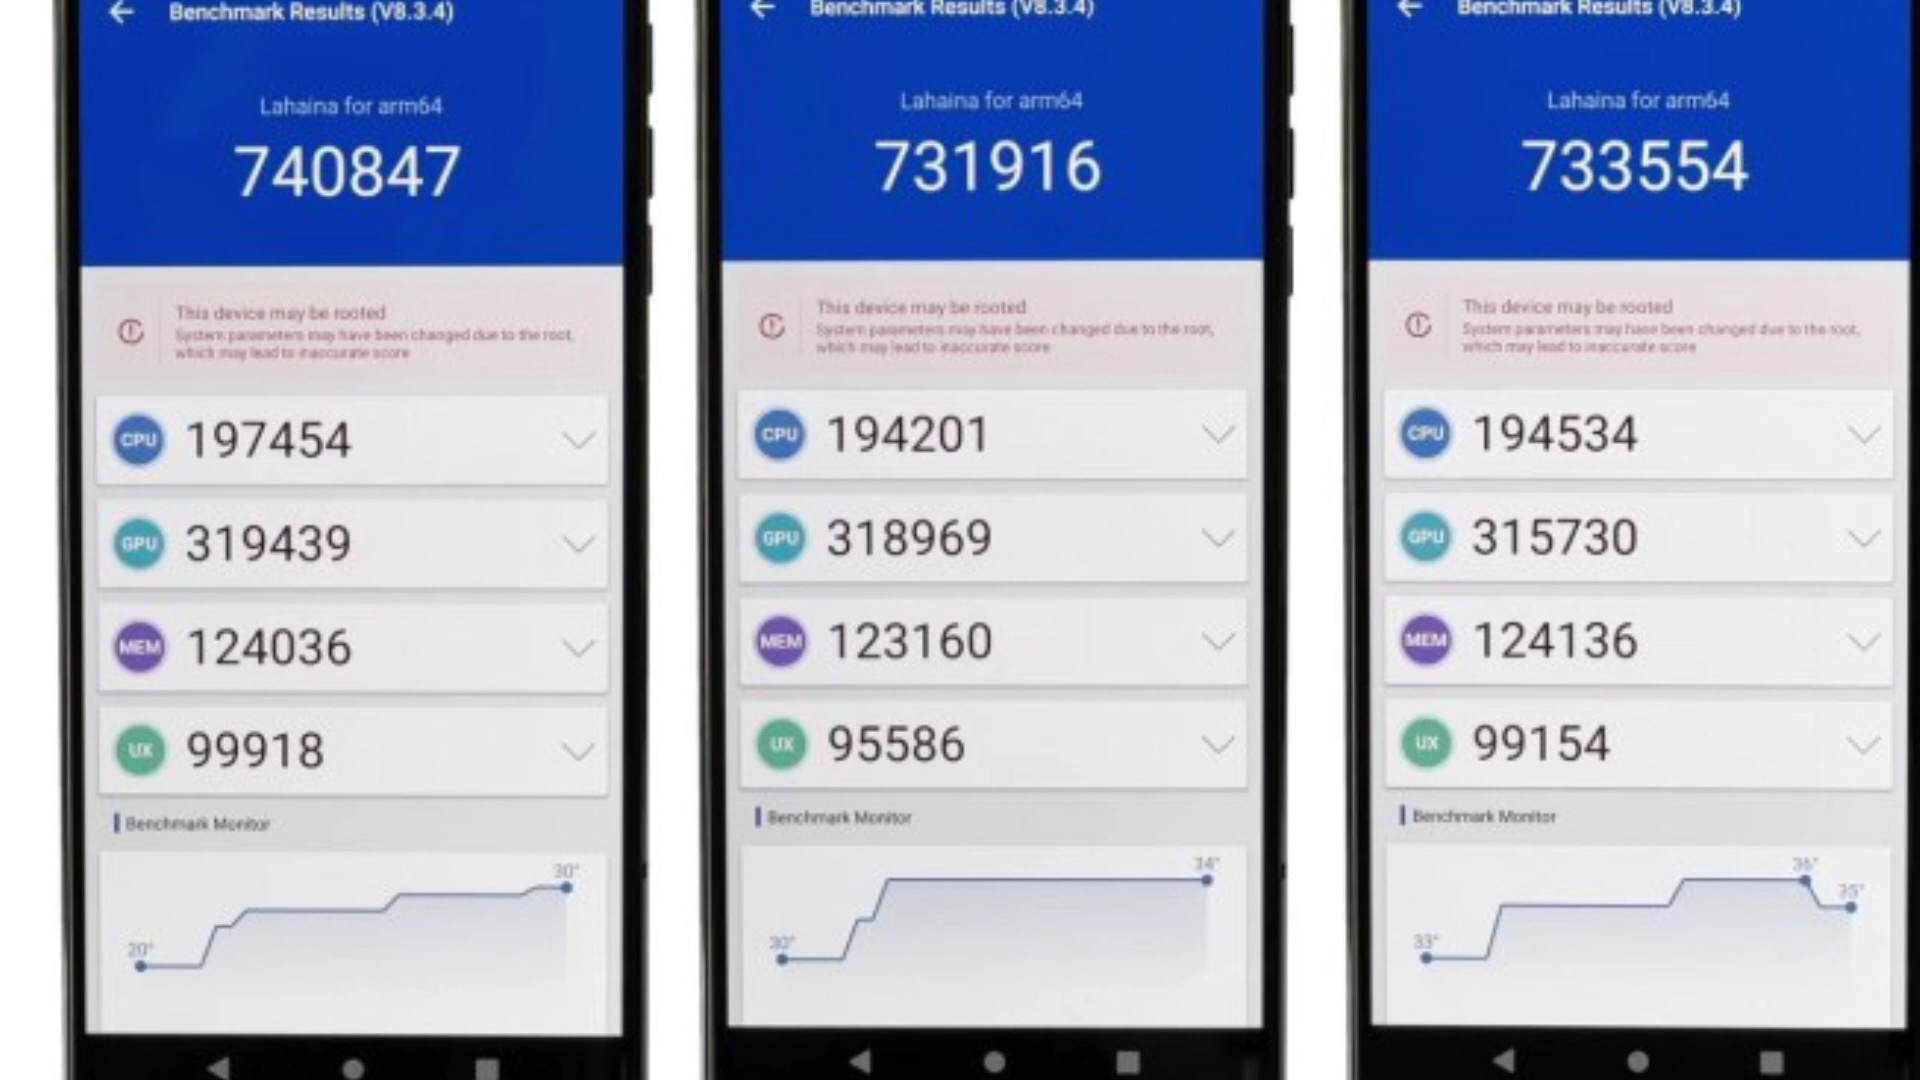 Benchmark Results (V8.3.4)
Lahaina for arm64
740847
This device may be rooted
System parameters may have been changed due to the root,
which may lead to inaccurate score
CPU 197454
GPU 319439
MEM 124036
UX 99918
Benchmark Monitor
30°
20°
Benchmark Results (V8.3.4)
Lahaina for arm64
731916
This device may be rooted
System parameters may have been changed due to the root,
which may lead to inaccurate score
CPU 194201
GPU 318969
MEM 123160
UX 95586
Benchmark Monitor
34°
30°
Benchmark Results (V8.3.4)
Lahaina for arm64
733554
This device may be rooted
System parameters may have been changed due to the root,
which may lead to inaccurate score
CPU 194534
GPU 315730
MEM 124136
UX 99154
Benchmark Monitor
36°
35°
33°